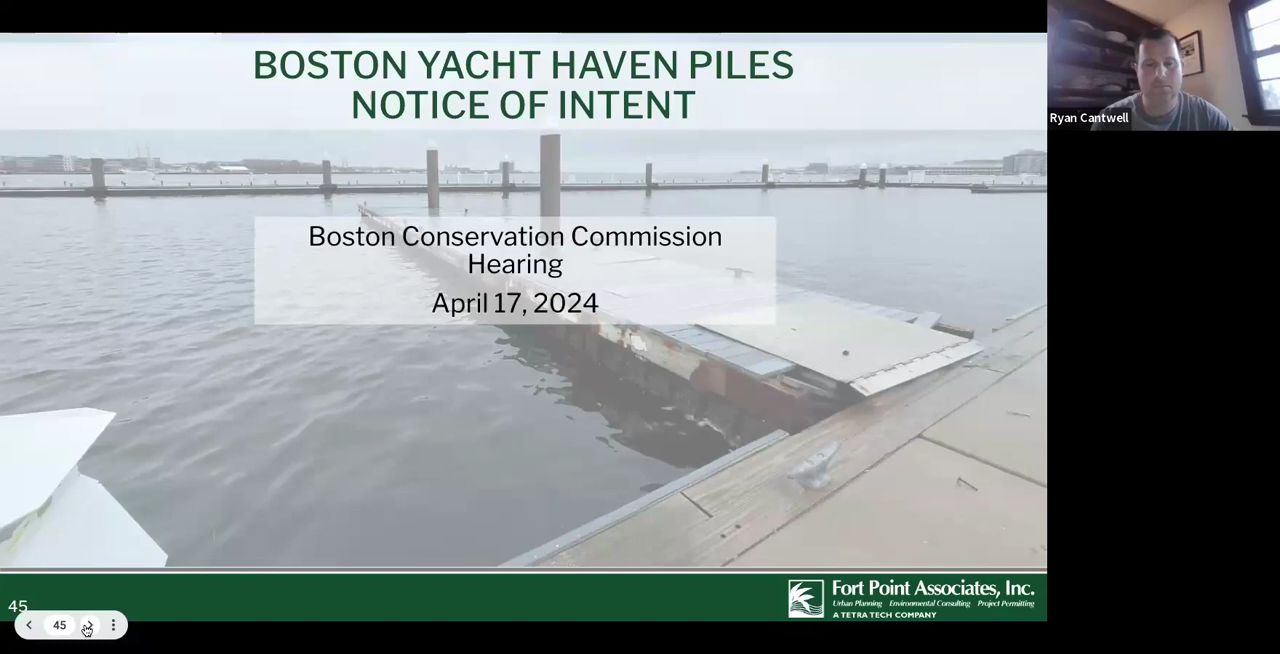 BOSTON YACHT HAVEN PILES
NOTICE OF INTENT
Ryan Cantwell
Boston Conservation Commission
Hearing
April 17, 2024
45
Fort Point Associates, Inc.
Urban Planning Environmental Consulting Project Permitting
A TETRA TECH COMPANY
45